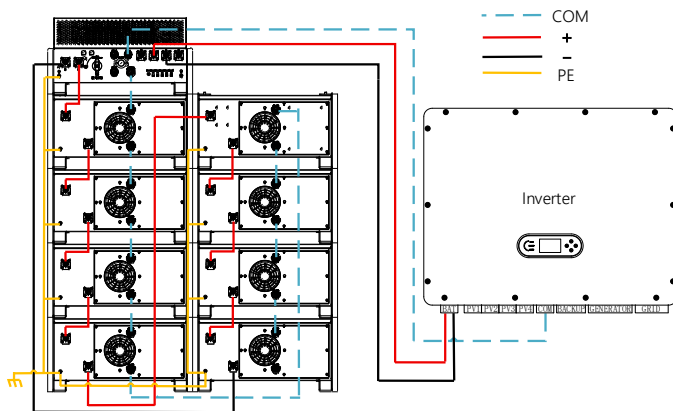 COM
+
−
PE
Inverter
BAT PV1 PV2 PV3 PV4 COM BACKUP GENERATOR GRID